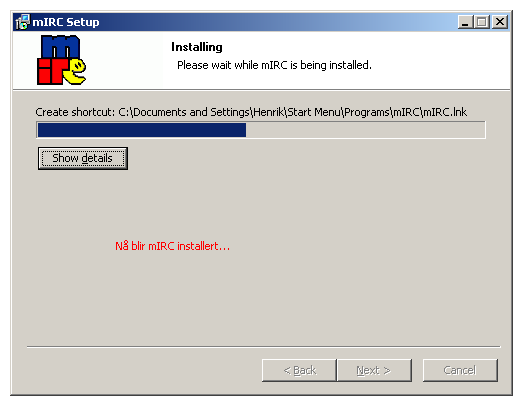 mIRC Setup
mIRC
Installing
Please wait while mIRC is being installed.
Create shortcut: C:\Documents and Settings\Henrik\Start Menu\Programs\mIRC\mIRC.lnk
Show details
Nå blir mIRC installert...
< Back
Next >
Cancel